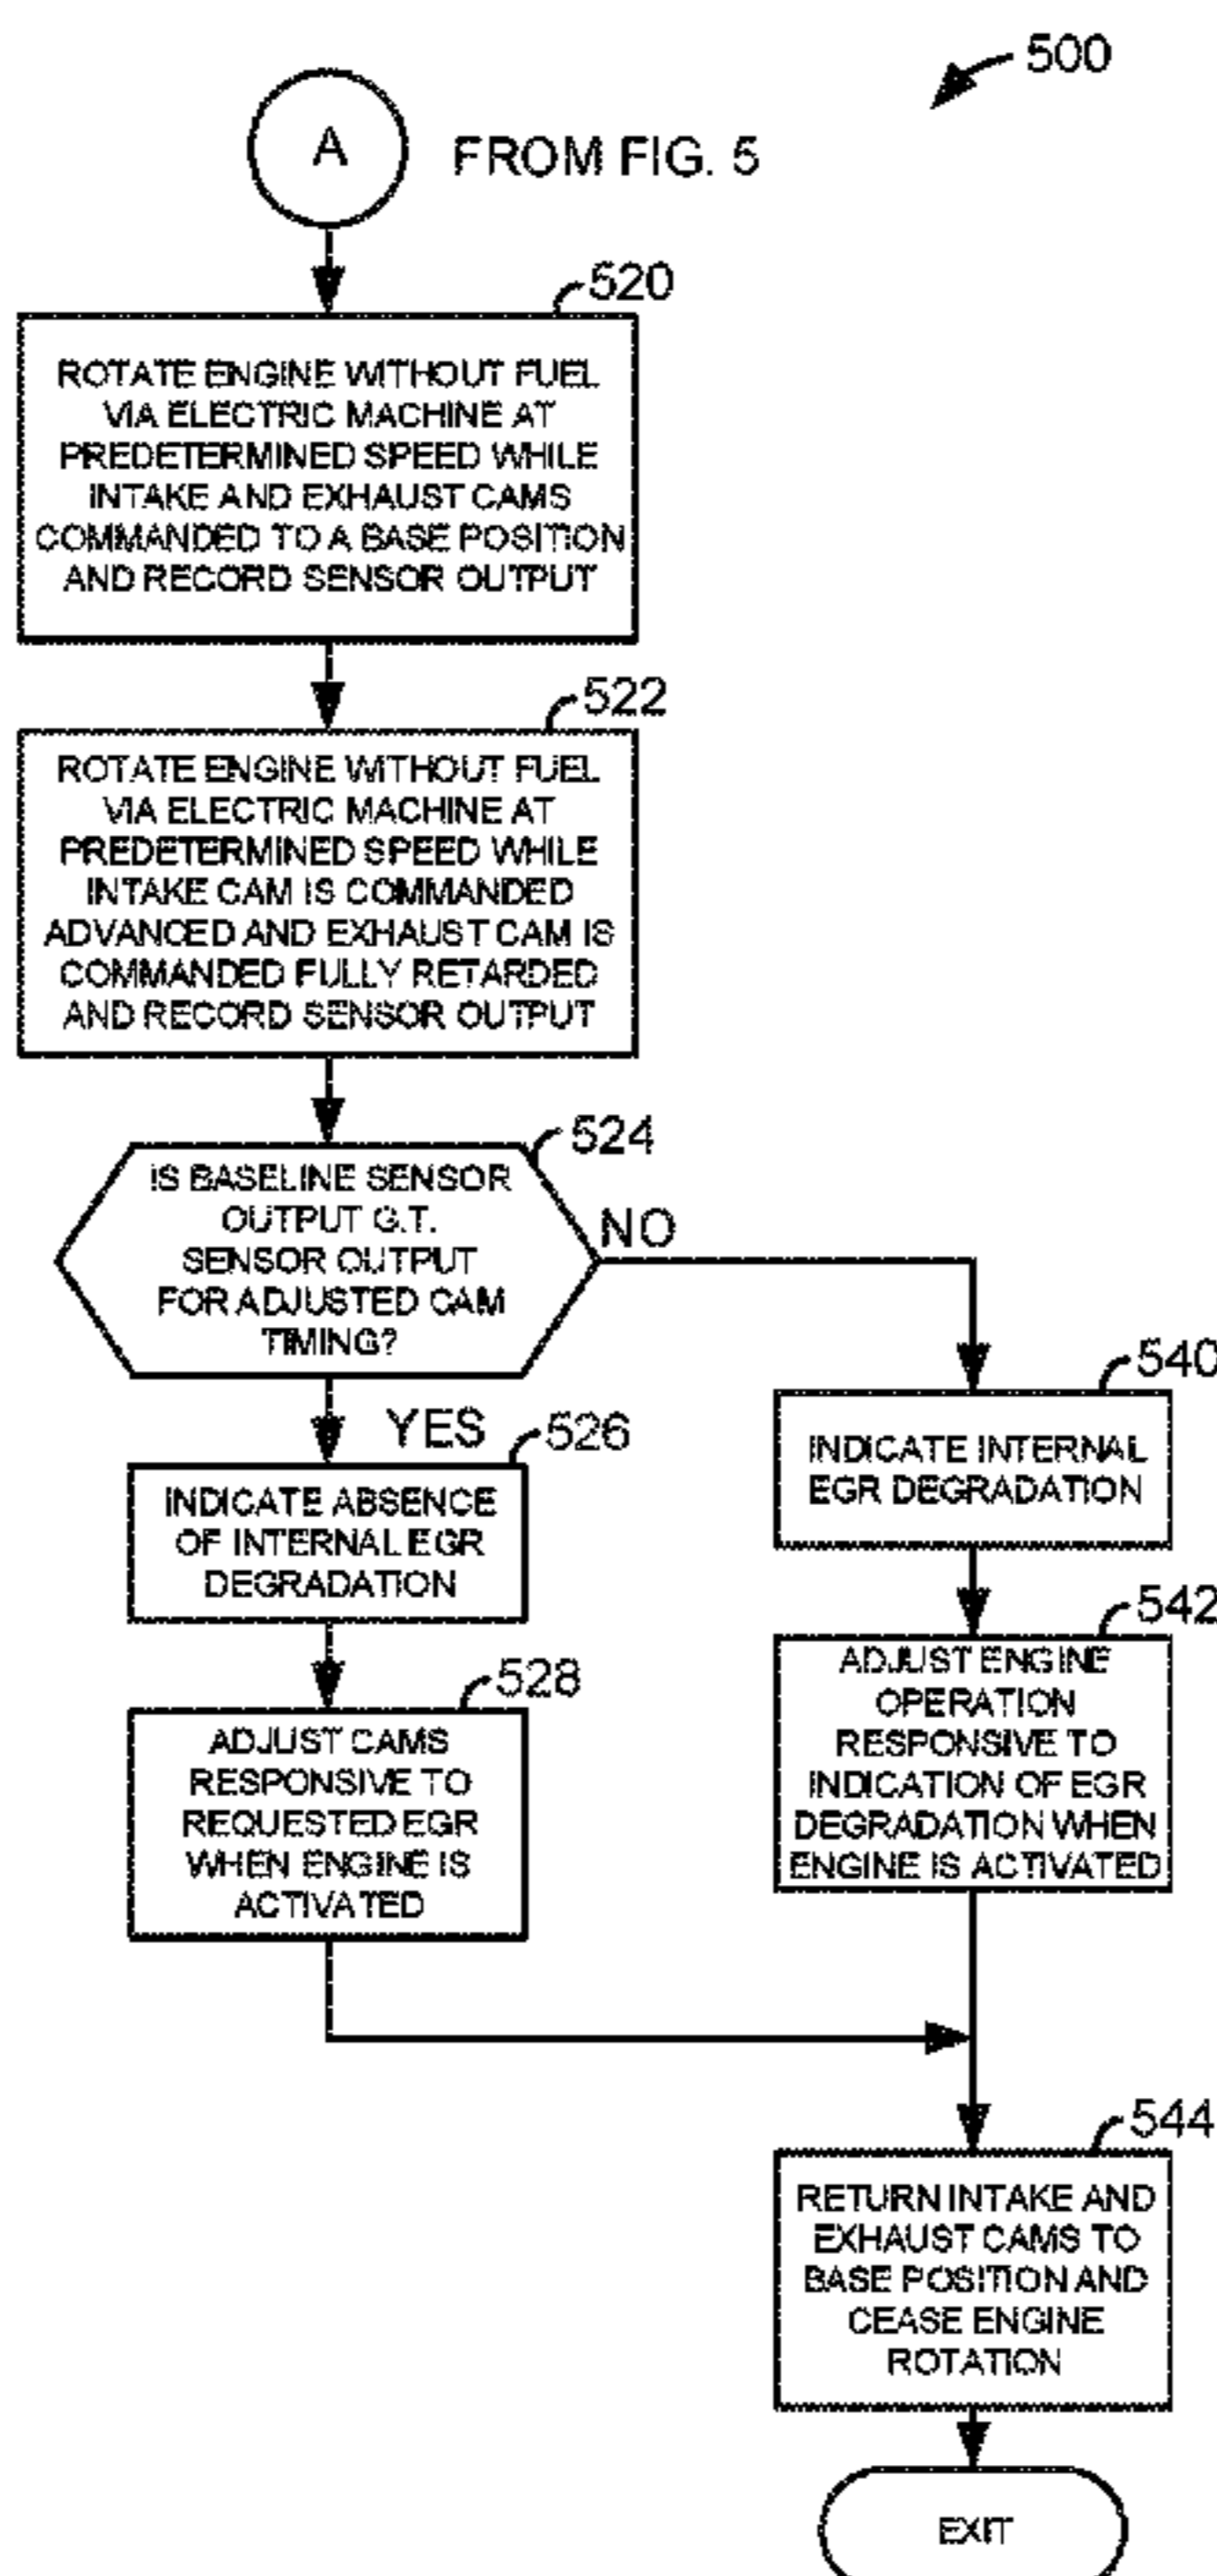 500
A
FROM FIG. 5
520
ROTATE ENGINE WITHOUT FUEL
VIA ELECTRIC MACHINE AT
PREDETERMINED SPEED WHILE
INTAKE AND EXHAUST CAMS
COMMANDED TO A BASE POSITION
AND RECORD SENSOR OUTPUT
522
ROTATE ENGINE WITHOUT FUEL
VIA ELECTRIC MACHINE AT
PREDETERMINED SPEED WHILE
INTAKE CAM IS COMMANDED
ADVANCED AND EXHAUST CAM IS
COMMANDED FULLY RETARDED
AND RECORD SENSOR OUTPUT
524
IS BASELINE SENSOR
OUTPUT G.T.
SENSOR OUTPUT
FOR ADJUSTED CAM
TIMING?
NO
YES
526
INDICATE ABSENCE
OF INTERNAL EGR
DEGRADATION
528
ADJUST CAMS
RESPONSIVE TO
REQUESTED EGR
WHEN ENGINE IS
ACTIVATED
540
INDICATE INTERNAL
EGR DEGRADATION
542
ADJUST ENGINE
OPERATION
RESPONSIVE TO
INDICATION OF EGR
DEGRADATION WHEN
ENGINE IS ACTIVATED
544
RETURN INTAKE AND
EXHAUST CAMS TO
BASE POSITION AND
CEASE ENGINE
ROTATION
EXIT